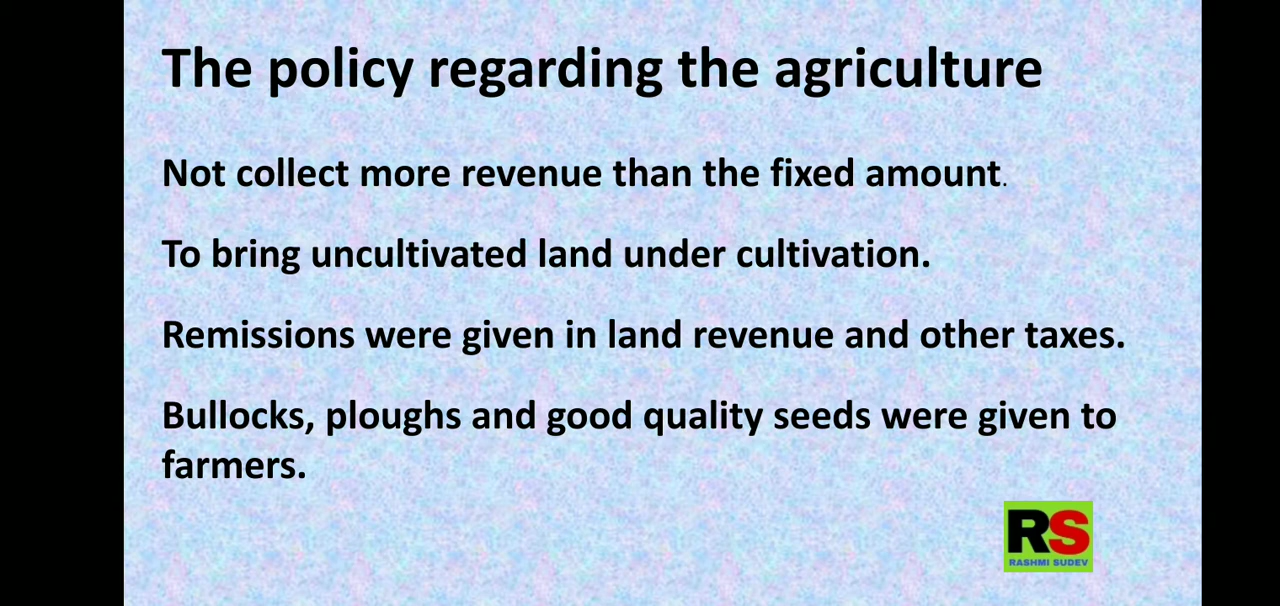 The policy regarding the agriculture
Not collect more revenue than the fixed amount.
To bring uncultivated land under cultivation.
Remissions were given in land revenue and other taxes.
Bullocks, ploughs and good quality seeds were given to
farmers.
RS
RASHMI SUDEV